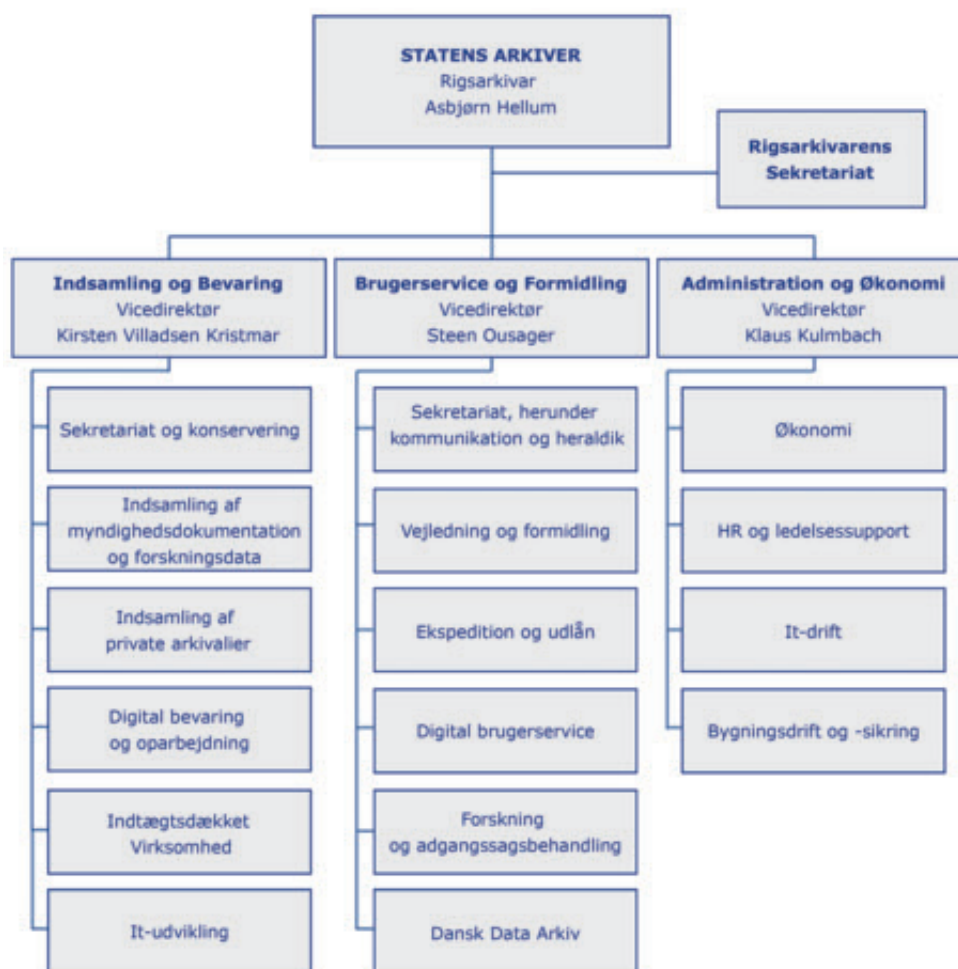 STATENS ARKIVER
Rigsarkivar
Asbjørn Hellum
Rigsarkivarens
Sekretariat
Indsamling og Bevaring
Vicedirektør
Kirsten Villadsen Kristmar
Sekretariat og konservering
Indsamling af
myndighedsdokumentation
og forskningsdata
Indsamling af
private arkivalier
Digital bevaring
og oparbejdning
Indtægtsdækket
Virksomhed
It-udvikling
Brugerservice og Formidling
Vicedirektør
Steen Ousager
Sekretariat, herunder
kommunikation og heraldik
Vejledning og formidling
Ekspedition og udlån
Digital brugerservice
Forskning
og adgangssagsbehandling
Dansk Data Arkiv
Administration og Økonomi
Vicedirektør
Klaus Kulmbach
Økonomi
HR og ledelsessupport
It-drift
Bygningsdrift og -sikring